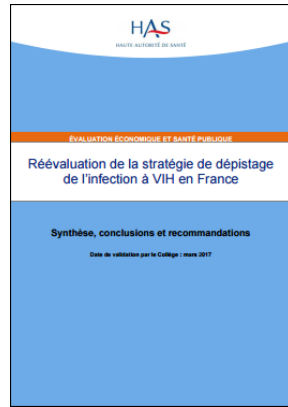 HAS
HAUTE AUTORITÉ DE SANTÉ
ÉVALUATION ÉCONOMIQUE ET SANTÉ PUBLIQUE
Réévaluation de la stratégie de dépistage
de l'infection à VIH en France
Synthèse, conclusions et recommandations
Date de validation par le Collège : mars 2017